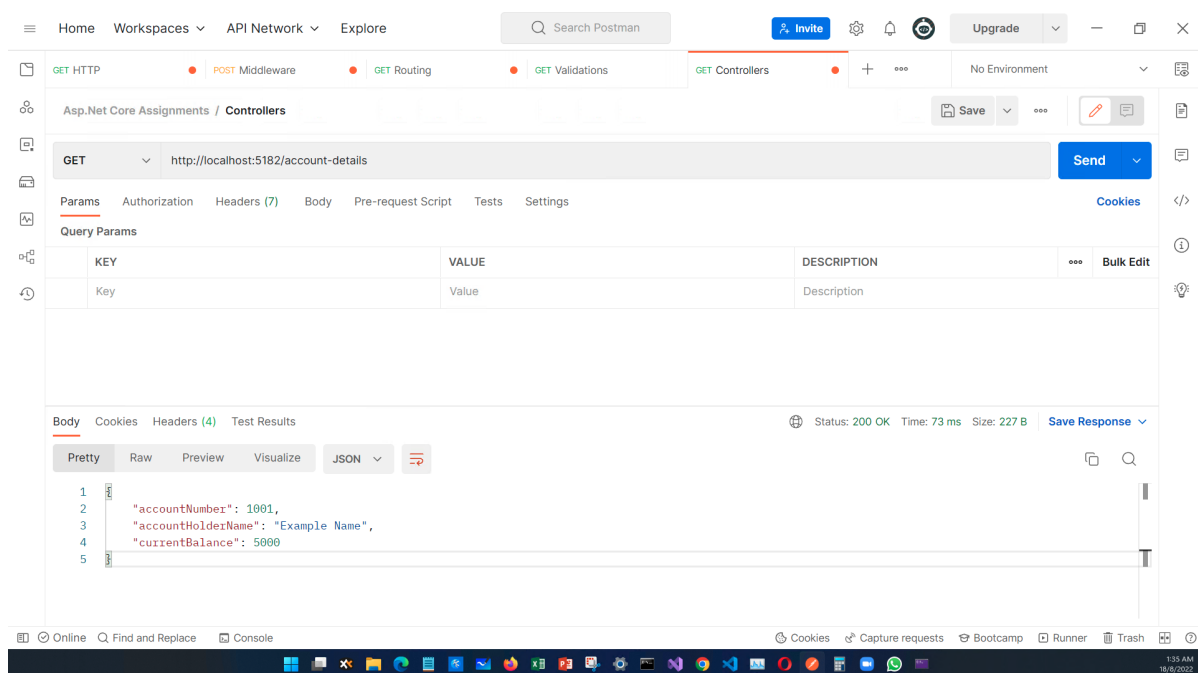 Home Workspaces API Network Explore Search Postman Invite Upgrade
GET HTTP POST Middleware GET Routing GET Validations GET Controllers No Environment
Asp.Net Core Assignments / Controllers Save
GET http://localhost:5182/account-details Send
Params Authorization Headers (7) Body Pre-request Script Tests Settings Cookies
Query Params
KEY VALUE DESCRIPTION Bulk Edit
Key Value Description
Body Cookies Headers (4) Test Results Status: 200 OK Time: 73 ms Size: 227 B Save Response
Pretty Raw Preview Visualize JSON
1 {
2 "accountNumber": 1001,
3 "accountHolderName": "Example Name",
4 "currentBalance": 5000
5 }
Online Find and Replace Console Cookies Capture requests Bootcamp Runner Trash
1:35 AM
18/8/2022